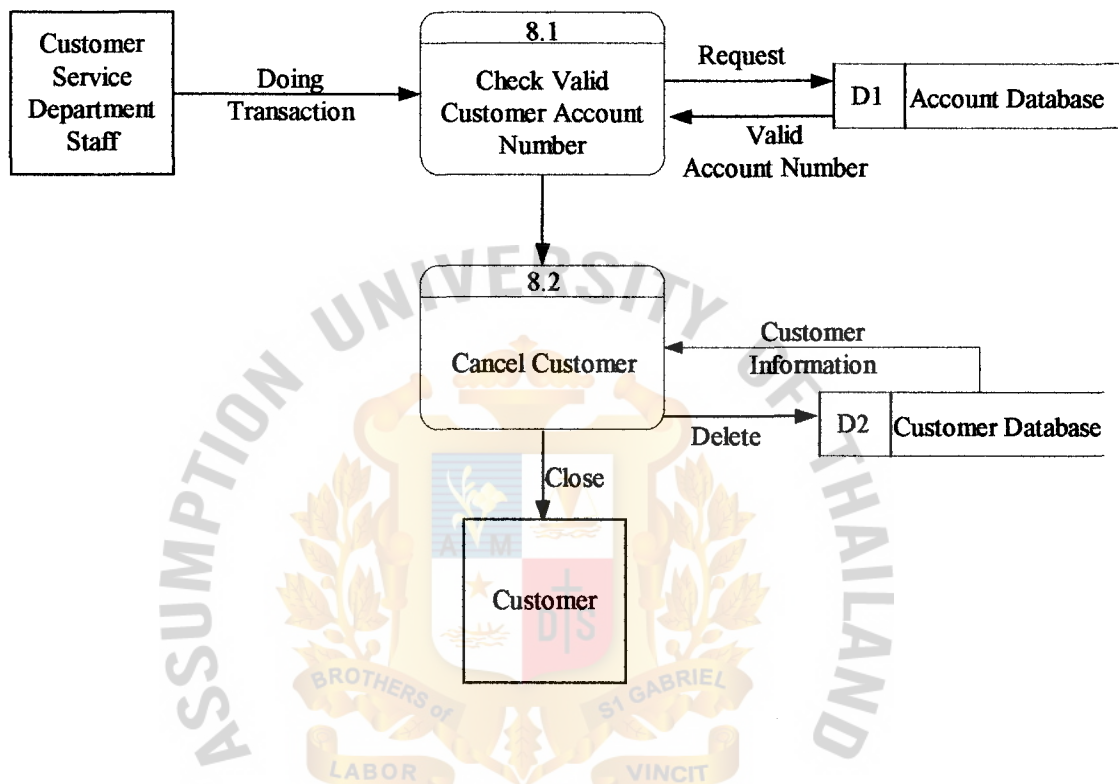 Customer
Service
Department
Staff
Doing
Transaction
8.1
Check Valid
Customer Account
Number
Request
Valid
Account Number
D1
Account Database
8.2
Cancel Customer
Customer
Information
Delete
D2
Customer Database
Close
Customer
ASSUMPTION UNIVERSITY OF THAILAND
A M
D S
BROTHERS of
S1 GABRIEL
LABOR
VINCIT